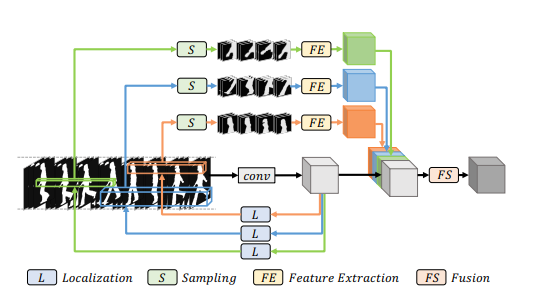 S FE
S FE
S FE
conv FS
L
L
L
L Localization S Sampling FE Feature Extraction FS Fusion